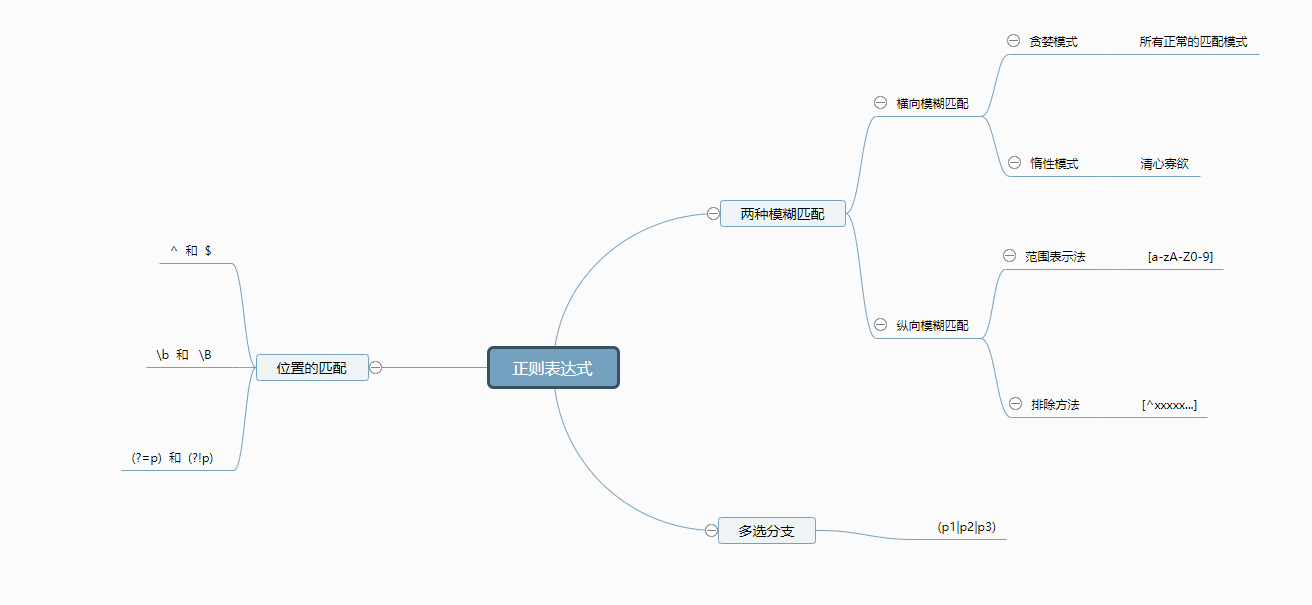 正则表达式
两种模糊匹配
横向模糊匹配
贪婪模式 所有正常的匹配模式
惰性模式 清心寡欲
纵向模糊匹配
范围表示法 [a-zA-Z0-9]
排除方法 [^xxxxx...]
多选分支
(p1|p2|p3)
位置的匹配
^ 和 $
\b 和 \B
(?=p) 和 (?!p)